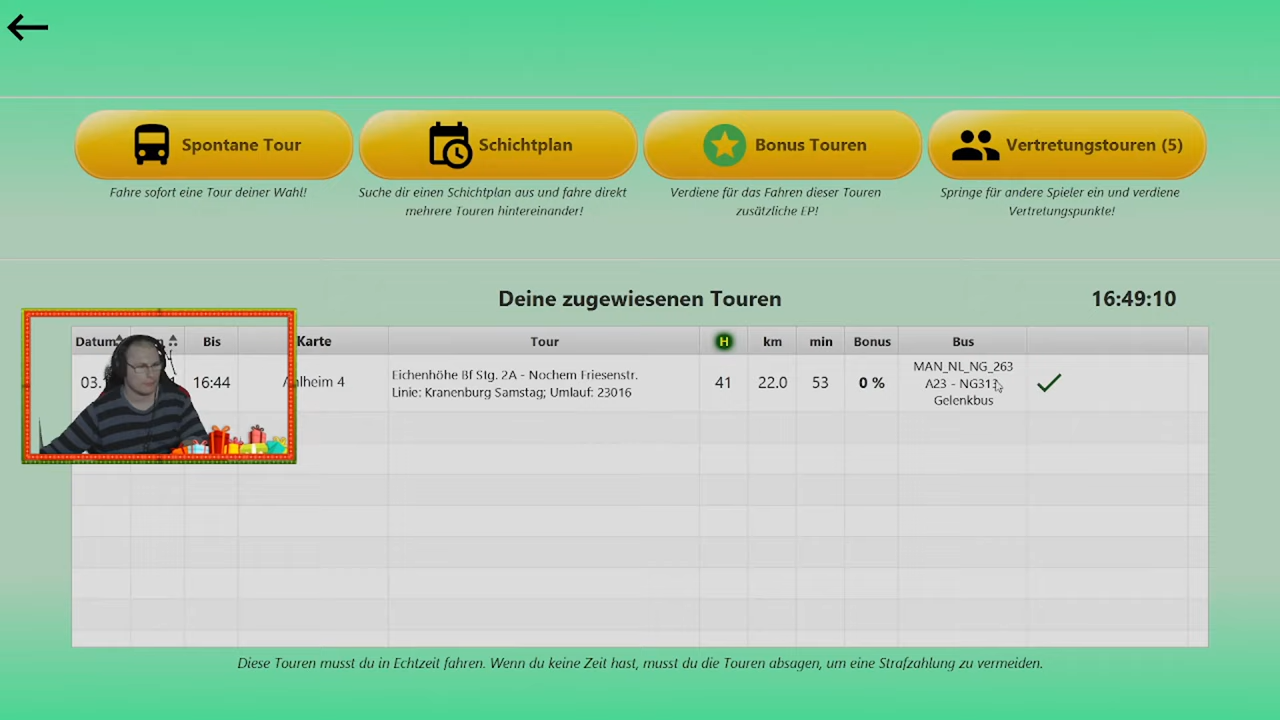 Spontane Tour
Schichtplan
Bonus Touren
Vertretungstouren (5)
Fahre sofort eine Tour deiner Wahl!
Suche dir einen Schichtplan aus und fahre direkt
mehrere Touren hintereinander!
Verdiene für das Fahren dieser Touren
zusätzliche EP!
Springe für andere Spieler ein und verdiene
Vertretungspunkte!
Deine zugewiesenen Touren
16:49:10
Datum Bis Karte Tour H km min Bonus Bus
03. 16:44 4
Eichenhöhe Bf Stg. 2A - Nochem Friesenstr.
Linie: Kranenburg Samstag; Umlauf: 23016
41 22.0 53 0 %
MAN_NL_NG_263
A23 - NG313
Gelenkbus
Diese Touren musst du in Echtzeit fahren. Wenn du keine Zeit hast, musst du die Touren absagen, um eine Strafzahlung zu vermeiden.